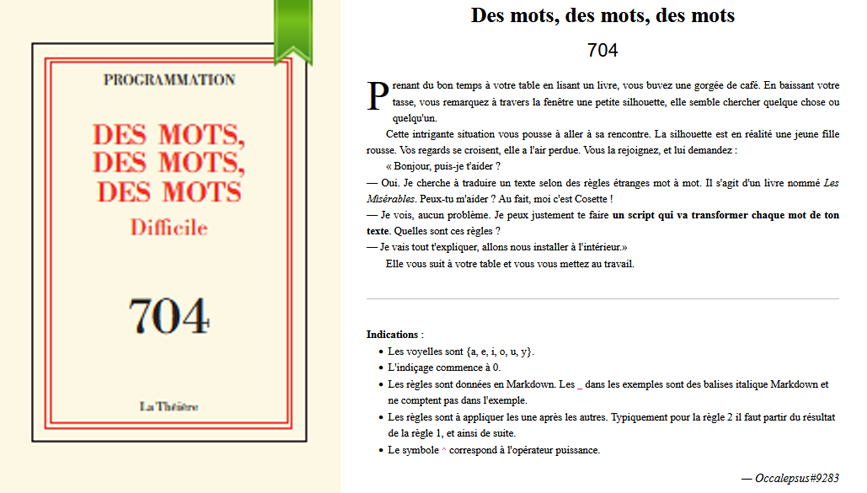 PROGRAMMATION
DES MOTS,
DES MOTS,
DES MOTS
Difficile
704
La Théière
Des mots, des mots, des mots
704
Prenant du bon temps à votre table en lisant un livre, vous buvez une gorgée de café. En baissant votre
tasse, vous remarquez à travers la fenêtre une petite silhouette, elle semble chercher quelque chose ou
quelqu'un.
Cette intrigante situation vous pousse à aller à sa rencontre. La silhouette est en réalité une jeune fille
rousse. Vos regards se croisent, elle a l'air perdue. Vous la rejoignez, et lui demandez :
« Bonjour, puis-je t'aider ?
— Oui. Je cherche à traduire un texte selon des règles étranges mot à mot. Il s'agit d'un livre nommé Les
Misérables. Peux-tu m'aider ? Au fait, moi c'est Cosette !
— Je vois, aucun problème. Je peux justement te faire un script qui va transformer chaque mot de ton
texte. Quelles sont ces règles ?
— Je vais tout t'expliquer, allons nous installer à l'intérieur.»
Elle vous suit à votre table et vous vous mettez au travail.
Indications :
• Les voyelles sont {a, e, i, o, u, y}.
• L'indiçage commence à 0.
• Les règles sont données en Markdown. Les _ dans les exemples sont des balises italique Markdown et
ne comptent pas dans l'exemple.
• Les règles sont à appliquer les une après les autres. Typiquement pour la règle 2 il faut partir du résultat
de la règle 1, et ainsi de suite.
• Le symbole ^ correspond à l'opérateur puissance.
— Occalepsus#9283